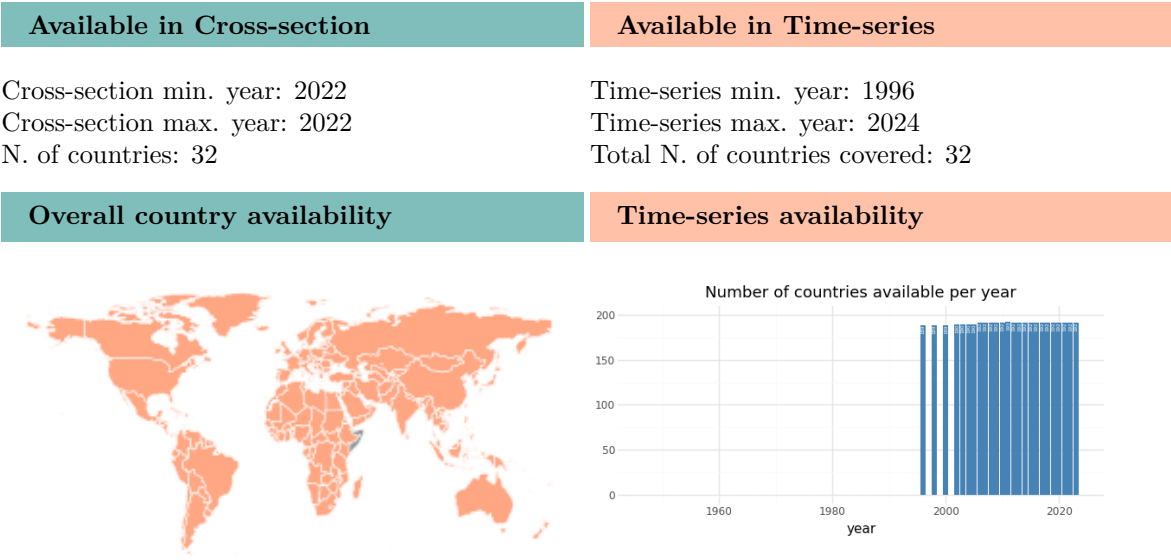 Available in Cross-section
Available in Time-series
Cross-section min. year: 2022
Cross-section max. year: 2022
N. of countries: 32
Time-series min. year: 1996
Time-series max. year: 2024
Total N. of countries covered: 32
Overall country availability
Time-series availability
Number of countries available per year
200
150
100
50
0
1960 1980 2000 2020
year